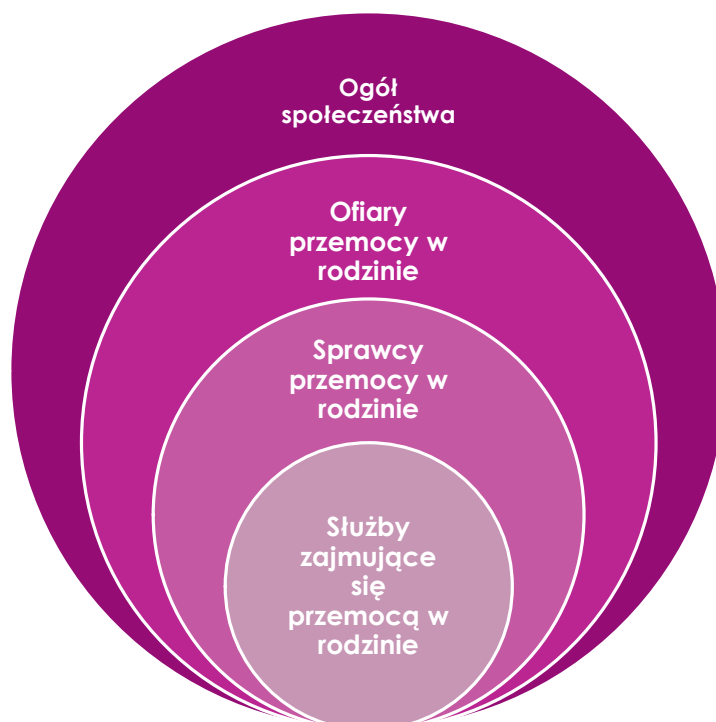 Ogół
społeczeństwa
Ofiary
przemocy w
rodzinie
Sprawcy
przemocy w
rodzinie
Służby
zajmujące
się
przemocą w
rodzinie